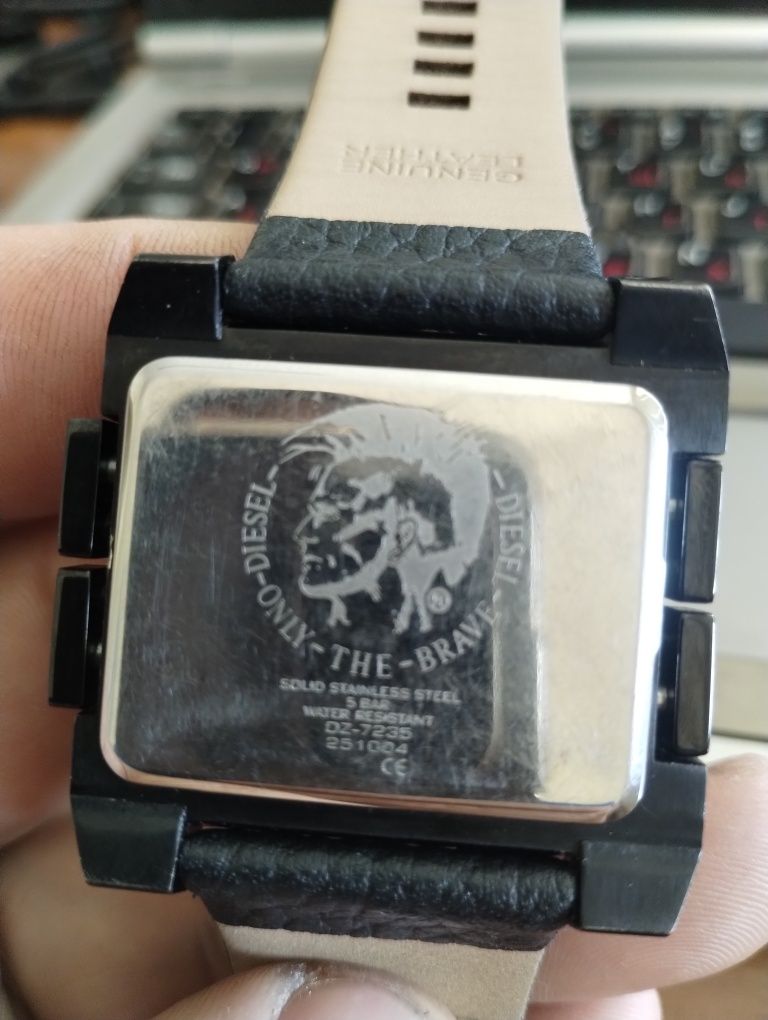 GENUINE
LEATHER
DIESEL - ONLY - THE - BRAVE - DIESEL -
SOLID STAINLESS STEEL
5 BAR
WATER RESISTANT
DZ-7235
251004
CE